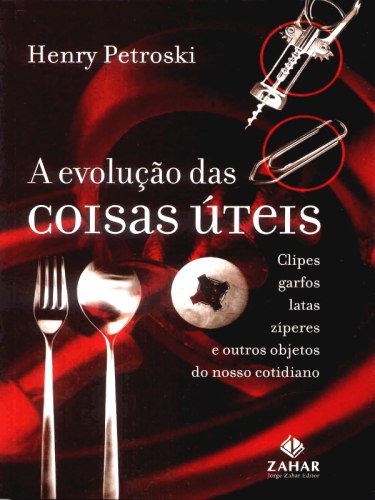 Henry Petroski
A evolução das
COISAS ÚTEIS
Clipes
garfos
latas
zíperes
e outros objetos
do nosso cotidiano
ZAHAR
Jorge Zahar Editor